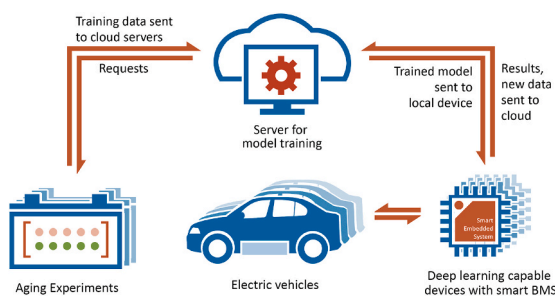 Training data sent
to cloud servers
Requests
Trained model
sent to
local device
Results,
new data
sent to
cloud
Server for
model training
Smart
Embedded
System
Aging Experiments
Electric vehicles
Deep learning capable
devices with smart BMS